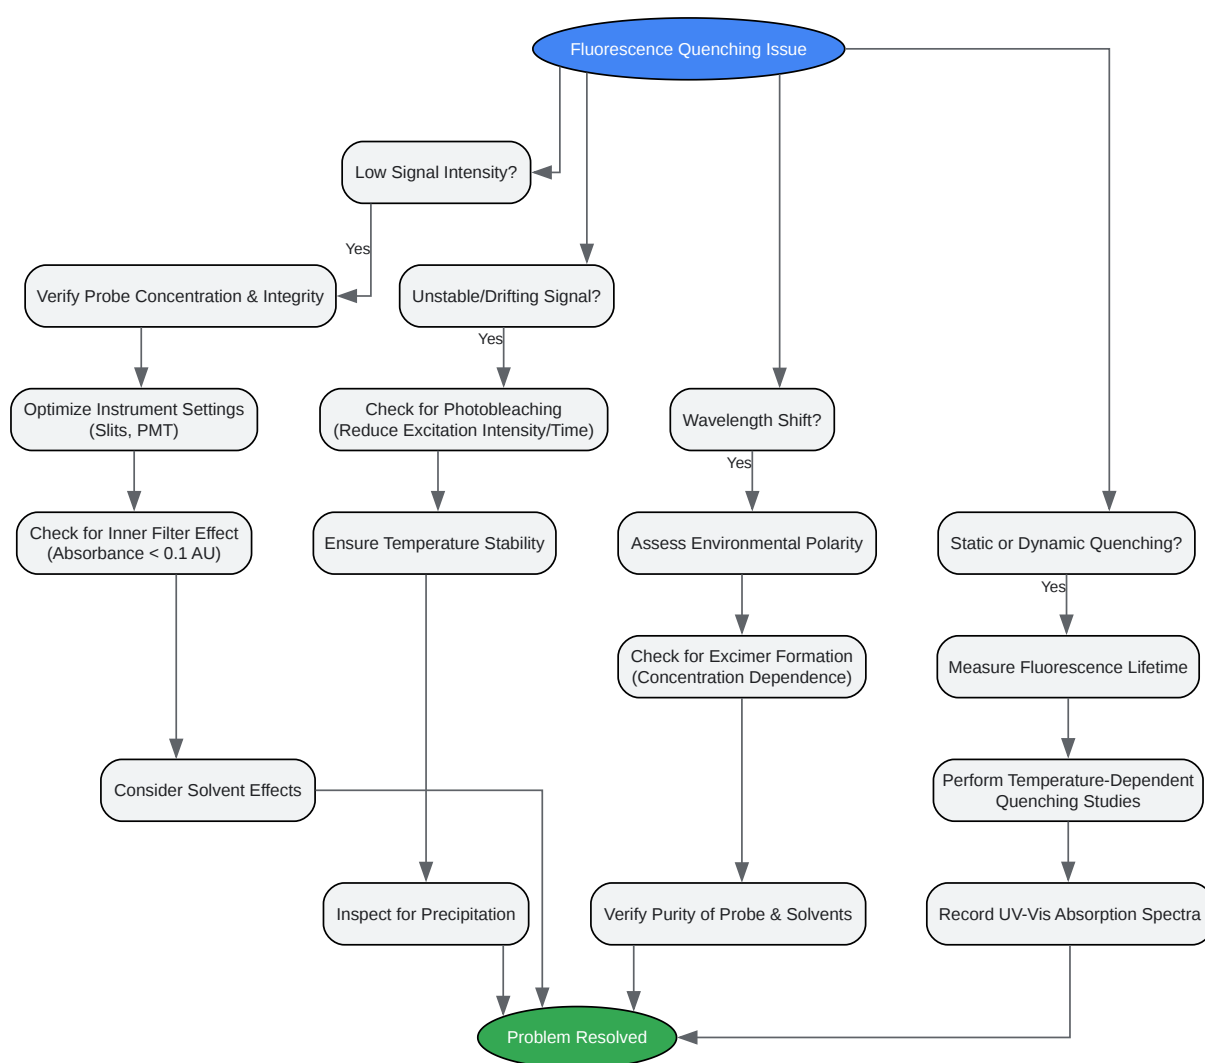 Fluorescence Quenching Issue
Low Signal Intensity?
Yes
Verify Probe Concentration & Integrity
Unstable/Drifting Signal?
Yes
Optimize Instrument Settings
(Slits, PMT)
Check for Photobleaching
(Reduce Excitation Intensity/Time)
Wavelength Shift?
Yes
Check for Inner Filter Effect
(Absorbance < 0.1 AU)
Ensure Temperature Stability
Assess Environmental Polarity
Static or Dynamic Quenching?
Yes
Check for Excimer Formation
(Concentration Dependence)
Measure Fluorescence Lifetime
Consider Solvent Effects
Perform Temperature-Dependent
Quenching Studies
Inspect for Precipitation
Verify Purity of Probe & Solvents
Record UV-Vis Absorption Spectra
Problem Resolved